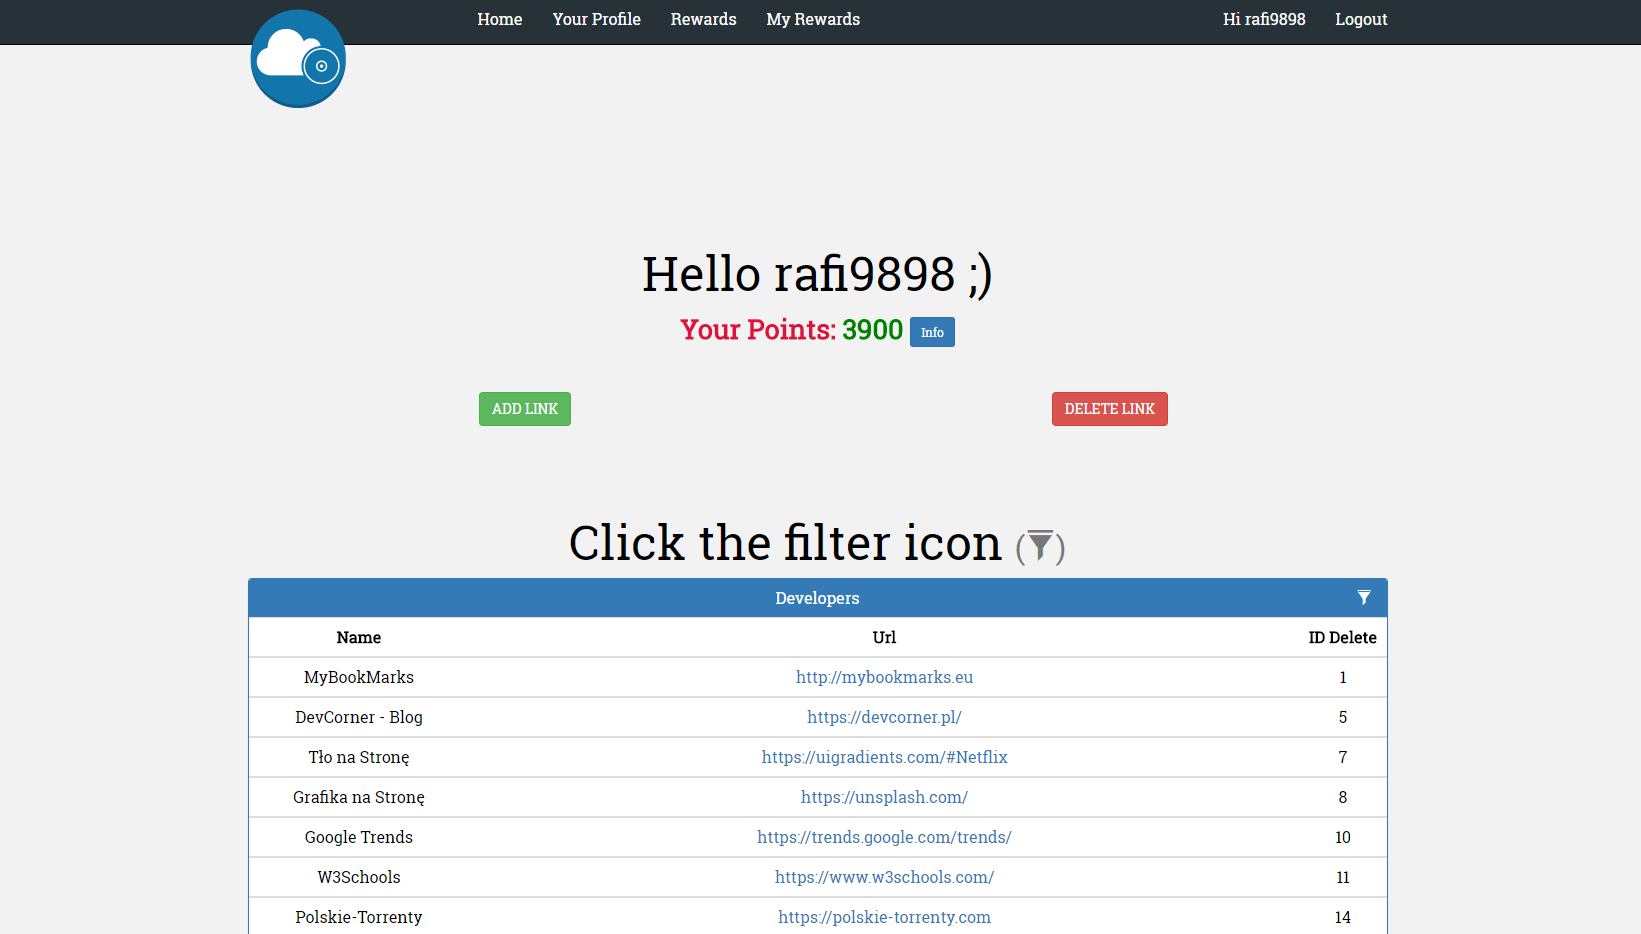 Home Your Profile Rewards My Rewards Hi rafi9898 Logout
Hello rafi9898 ;)
Your Points: 3900 Info
ADD LINK DELETE LINK
Click the filter icon ( )
Developers
Name Url ID Delete
MyBookMarks http://mybookmarks.eu 1
DevCorner - Blog https://devcorner.pl/ 5
Tło na Stronę https://uigradients.com/#Netflix 7
Grafika na Stronę https://unsplash.com/ 8
Google Trends https://trends.google.com/trends/ 10
W3Schools https://www.w3schools.com/ 11
Polskie-Torrenty https://polskie-torrenty.com 14